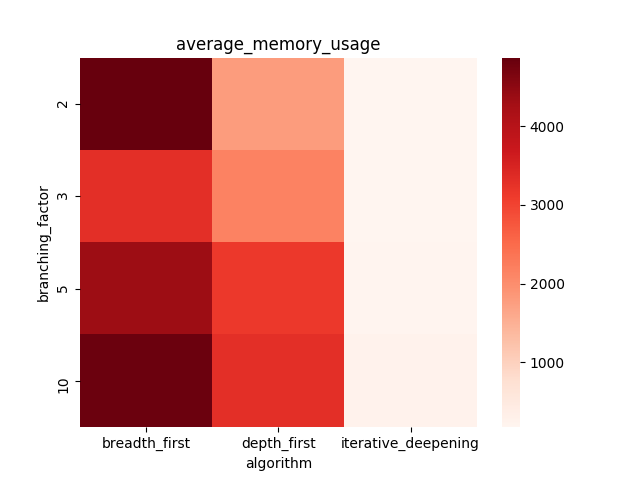 average_memory_usage
branching_factor
2
3
5
10
breadth_first
depth_first
iterative_deepening
algorithm
4000
3000
2000
1000